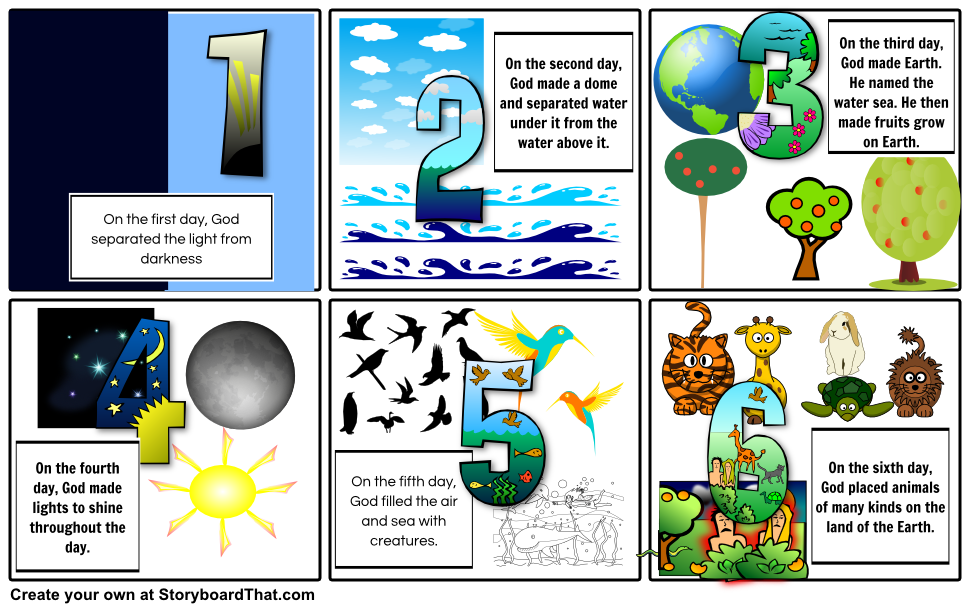 1
On the first day, God
separated the light from
darkness
2
On the second day,
God made a dome
and separated water
under it from the
water above it.
3
On the third day,
God made Earth.
He named the
water sea. He then
made fruits grow
on Earth.
4
On the fourth
day, God made
lights to shine
throughout the
day.
5
On the fifth day,
God filled the air
and sea with
creatures.
6
On the sixth day,
God placed animals
of many kinds on the
land of the Earth.
Create your own at StoryboardThat.com